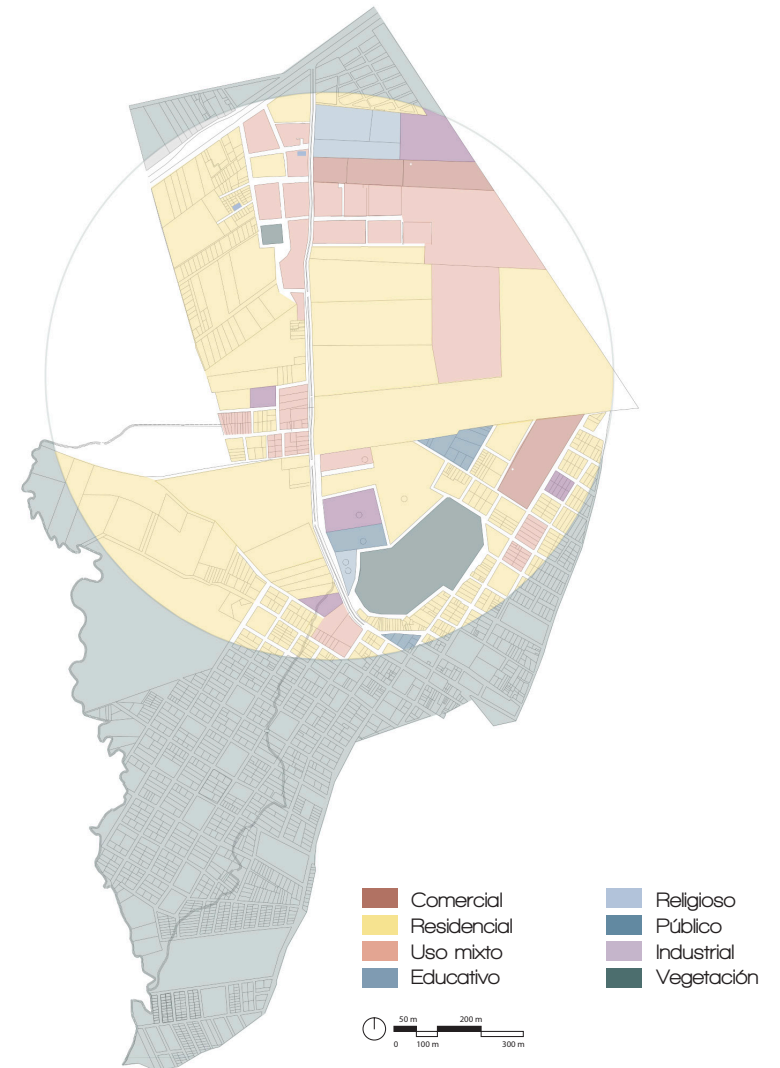 Comercial
Residencial
Uso mixto
Educativo
Religioso
Público
Industrial
Vegetación
50 m 200 m
0 100 m 300 m